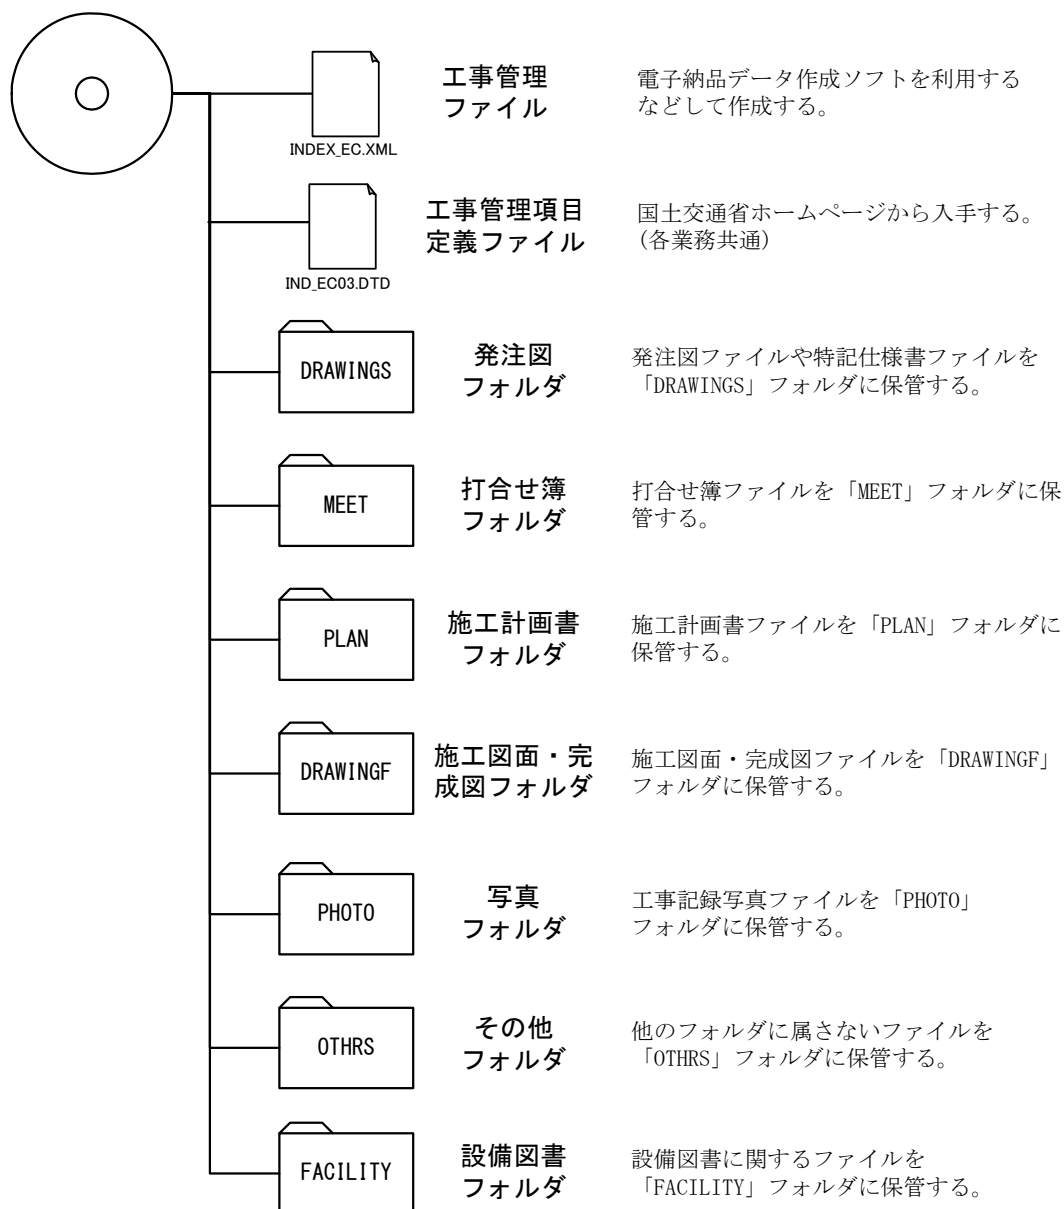 工事管理
ファイル
電子納品データ作成ソフトを利用する
などして作成する。
INDEX_EC.XML
工事管理項目
定義ファイル
国土交通省ホームページから入手する。
(各業務共通)
IND_EC03.DTD
DRAWINGS
発注図
フォルダ
発注図ファイルや特記仕様書ファイルを
「DRAWINGS」フォルダに保管する。
MEET
打合せ簿
フォルダ
打合せ簿ファイルを「MEET」フォルダに保
管する。
PLAN
施工計画書
フォルダ
施工計画書ファイルを「PLAN」フォルダに
保管する。
DRAWINGF
施工図面・完
成図フォルダ
施工図面・完成図ファイルを「DRAWINGF」
フォルダに保管する。
PHOTO
写真
フォルダ
工事記録写真ファイルを「PHOTO」
フォルダに保管する。
OTHRS
その他
フォルダ
他のフォルダに属さないファイルを
「OTHRS」フォルダに保管する。
FACILITY
設備図書
フォルダ
設備図書に関するファイルを
「FACILITY」フォルダに保管する。